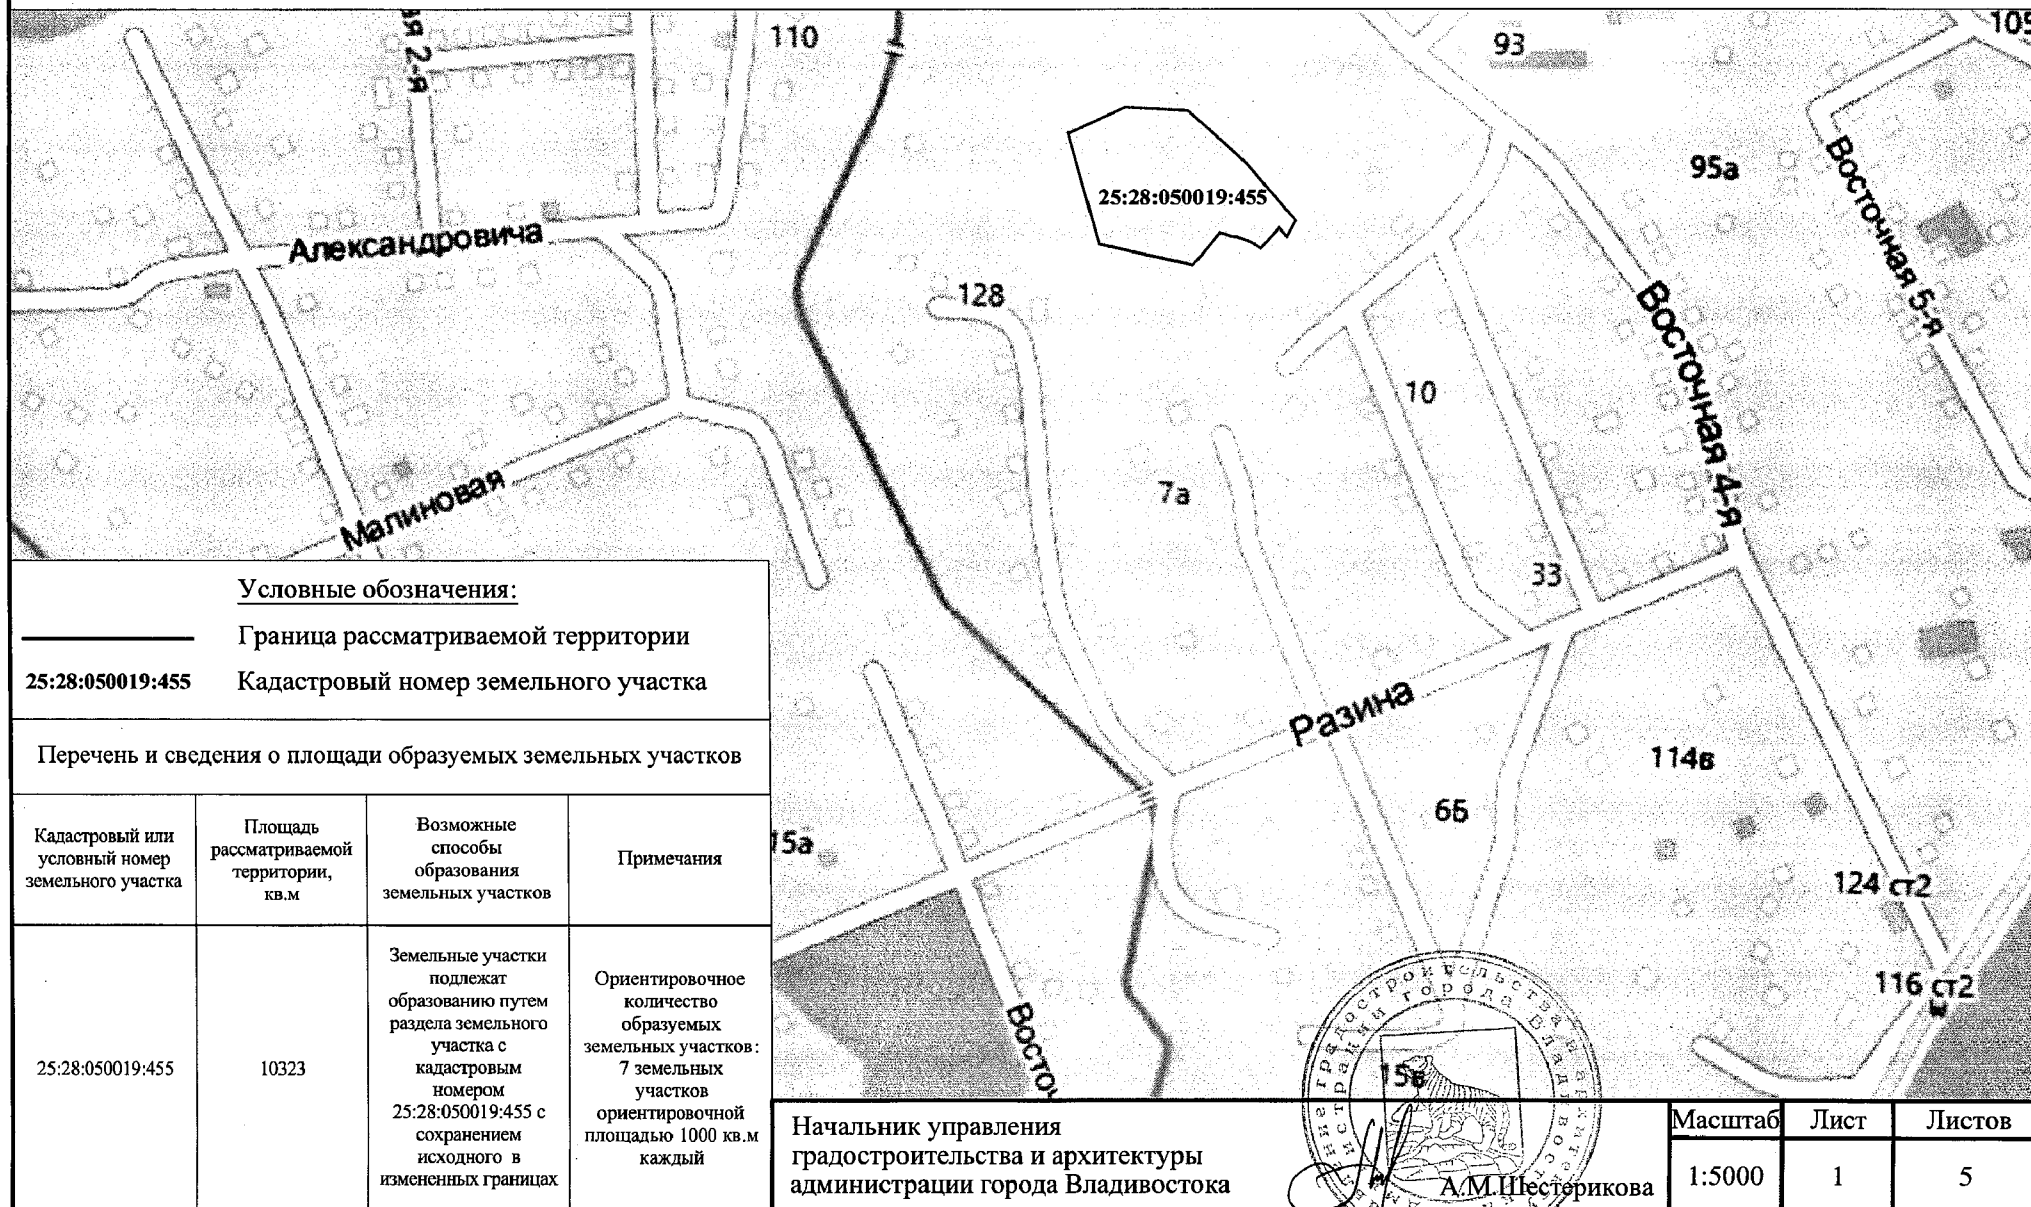 110
93
105
95а
25:28:050019:455
Александровича
128
Восточная 5-я
Восточная 4-я
10
7а
33
Малиновая
Условные обозначения:
Граница рассматриваемой территории
25:28:050019:455 Кадастровый номер земельного участка
Перечень и сведения о площади образуемых земельных участков
Кадастровый или
условный номер
земельного участка
Площадь
рассматриваемой
территории,
кв.м
Возможные
способы
образования
земельных участков
Примечания
25:28:050019:455
10323
Земельные участки
подлежат
образованию путем
раздела земельного
участка с
кадастровым
номером
25:28:050019:455 с
сохранением
исходного в
измененных границах
Ориентировочное
количество
образуемых
земельных участков:
7 земельных
участков
ориентировочной
площадью 1000 кв.м
каждый
Разина
114в
6Б
15а
124 ст2
116 ст2
Восточ
15в
Начальник управления
градостроительства и архитектуры
администрации города Владивостока
А.М.Шестерикова
Масштаб
Лист
Листов
1:5000
1
5